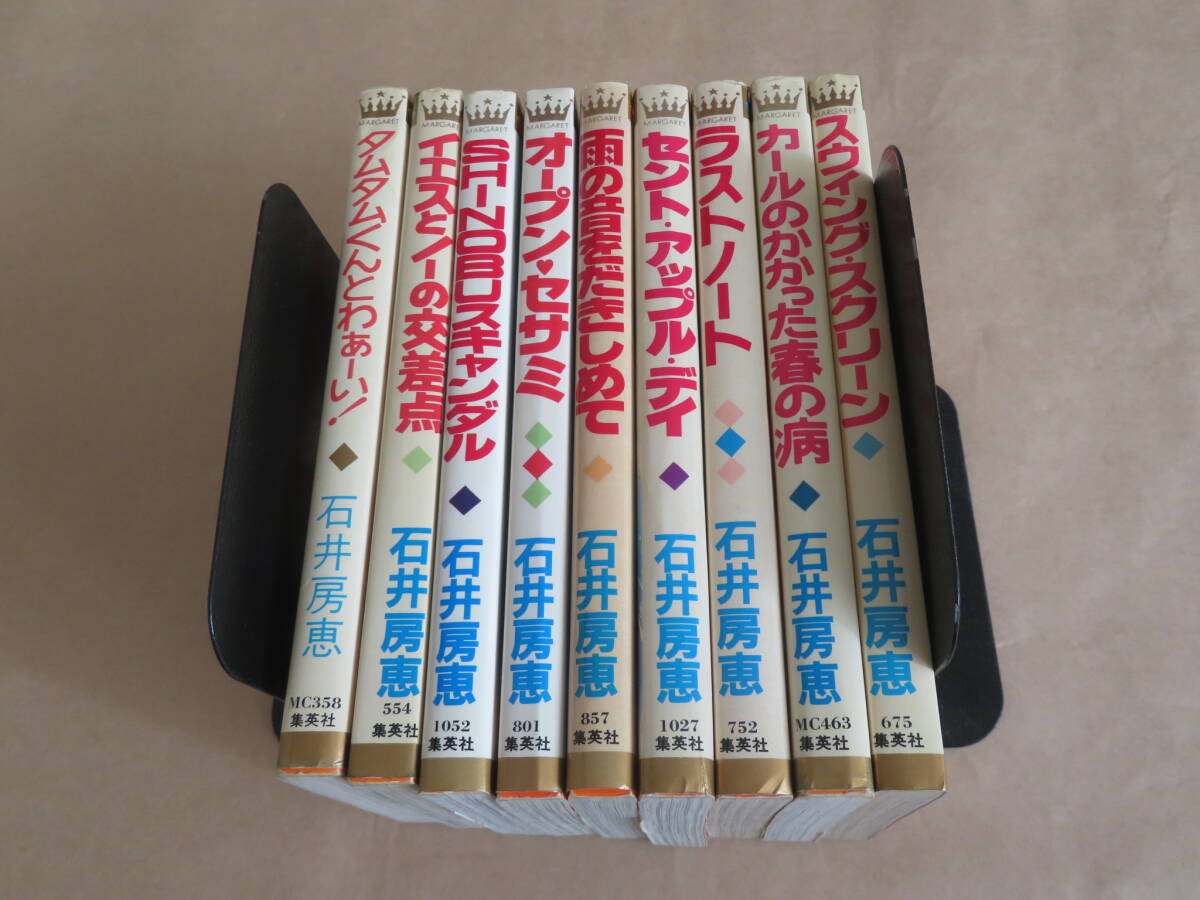 MARGARET
タムタムくんとわぁーい!
石井房恵
MC358
集英社
MARGARET
イエスとノーの交差点
石井房恵
554
集英社
MARGARET
SHI-NOBUスキャンダル
石井房恵
1052
集英社
MARGARET
オープン♥セサミ
石井房恵
801
集英社
MARGARET
雨の音をだきしめて
石井房恵
857
集英社
MARGARET
セント・アップル・デイ
石井房恵
1027
集英社
MARGARET
ラストノート
石井房恵
752
集英社
MARGARET
カールのかかった春の病
石井房恵
MC463
集英社
MARGARET
スウィング・スクリーン
石井房恵
675
集英社